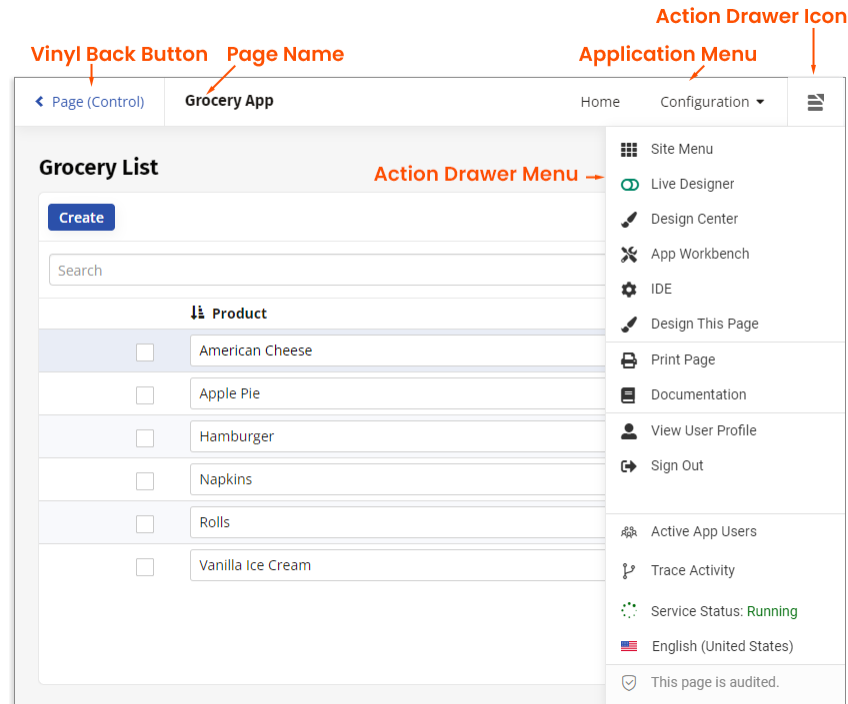 Action Drawer Icon
Vinyl Back Button Page Name Application Menu
Page (Control) Grocery App Home Configuration
Grocery List
Action Drawer Menu
Create
Search
Product
American Cheese
Apple Pie
Hamburger
Napkins
Rolls
Vanilla Ice Cream
Site Menu
Live Designer
Design Center
App Workbench
IDE
Design This Page
Print Page
Documentation
View User Profile
Sign Out
Active App Users
Trace Activity
Service Status: Running
English (United States)
This page is audited.